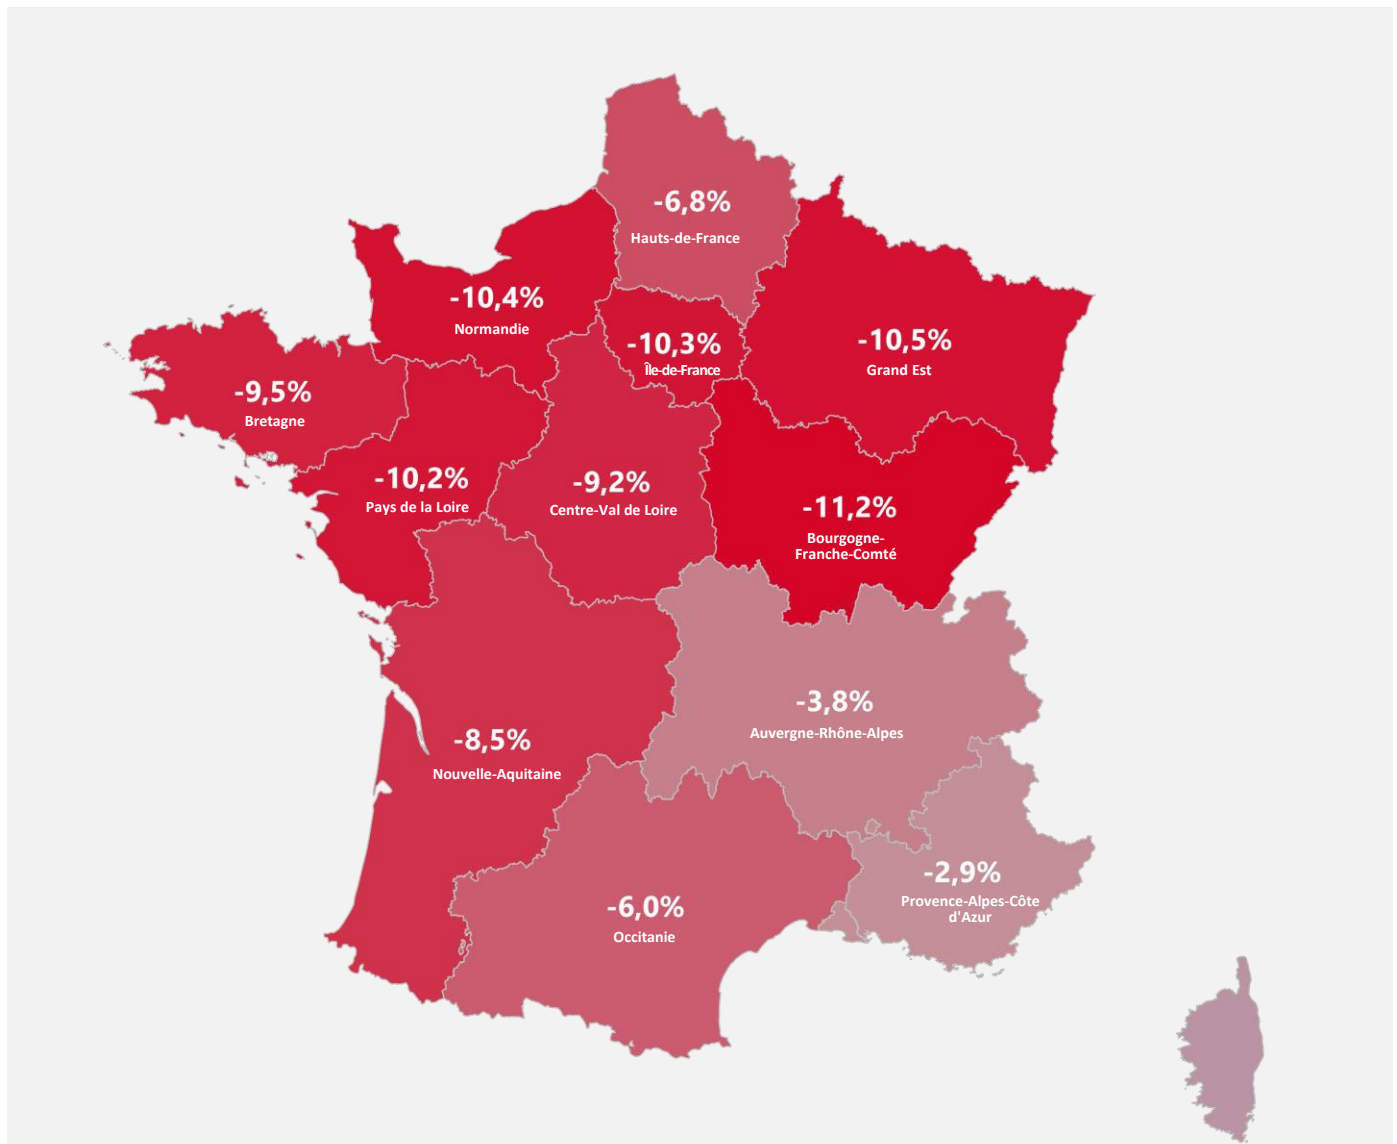 -6,8%
Hauts-de-France
-10,4%
Normandie
-10,3%
Île-de-France
-10,5%
Grand Est
-9,5%
Bretagne
-10,2%
Pays de la Loire
-9,2%
Centre-Val de Loire
-11,2%
Bourgogne-
Franche-Comté
-3,8%
Auvergne-Rhône-Alpes
-8,5%
Nouvelle-Aquitaine
-2,9%
Provence-Alpes-Côte
d'Azur
-6,0%
Occitanie